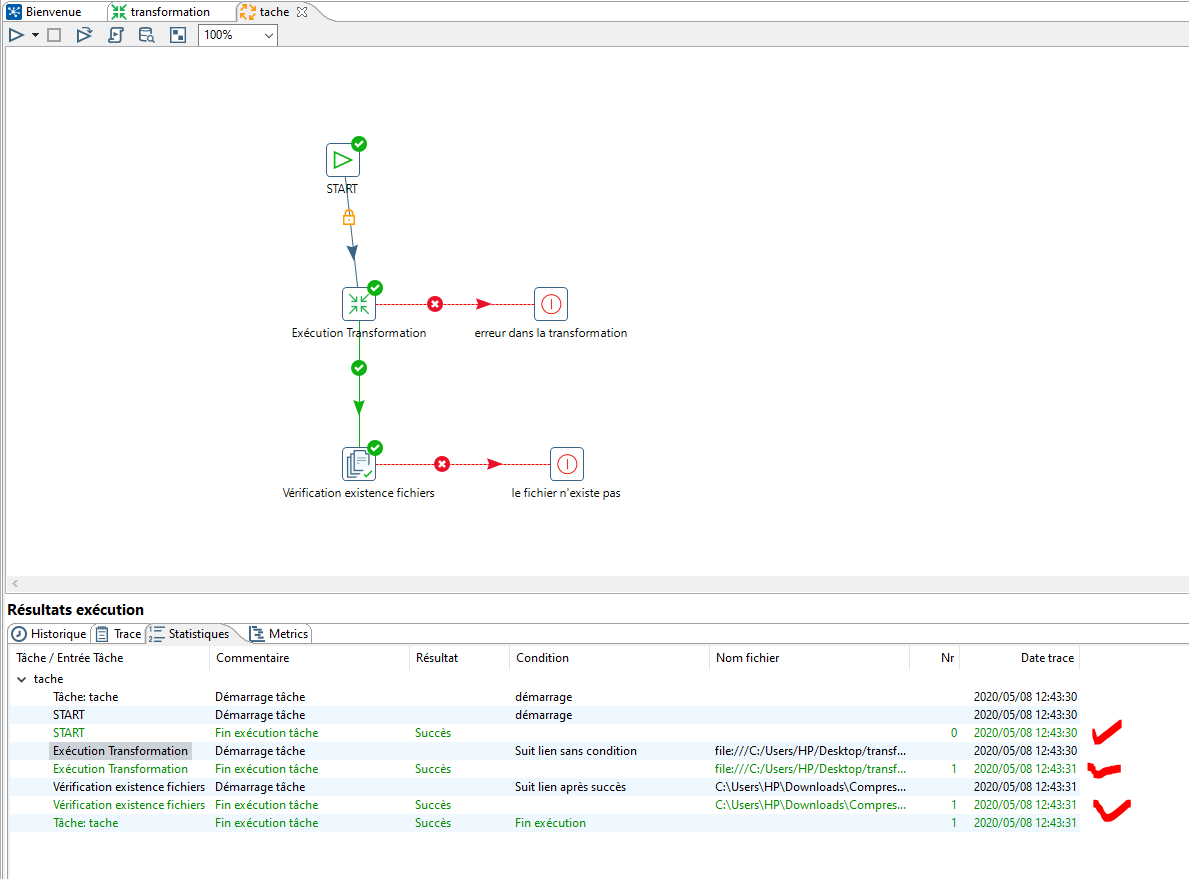 Bienvenue transformation tache
100%
START
Exécution Transformation erreur dans la transformation
Vérification existence fichiers le fichier n'existe pas
Résultats exécution
Historique Trace Statistiques Metrics
Tâche / Entrée Tâche Commentaire Résultat Condition Nom fichier Nr Date trace
tache
Tâche: tache Démarrage tâche démarrage 2020/05/08 12:43:30
START Démarrage tâche démarrage 2020/05/08 12:43:30
START Fin exécution tâche Succès 0 2020/05/08 12:43:30
Exécution Transformation Démarrage tâche Suit lien sans condition file:///C:/Users/HP/Desktop/transf... 2020/05/08 12:43:30
Exécution Transformation Fin exécution tâche Succès file:///C:/Users/HP/Desktop/transf... 1 2020/05/08 12:43:31
Vérification existence fichiers Démarrage tâche Suit lien après succès C:\Users\HP\Downloads\Compres... 2020/05/08 12:43:31
Vérification existence fichiers Fin exécution tâche Succès C:\Users\HP\Downloads\Compres... 1 2020/05/08 12:43:31
Tâche: tache Fin exécution tâche Succès Fin exécution 1 2020/05/08 12:43:31